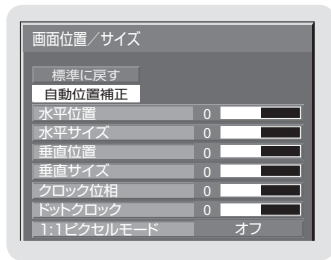 画面位置／サイズ
標準に戻す
自動位置補正
水平位置 0
水平サイズ 0
垂直位置 0
垂直サイズ 0
クロック位相 0
ドットクロック 0
1:1ピクセルモード オフ